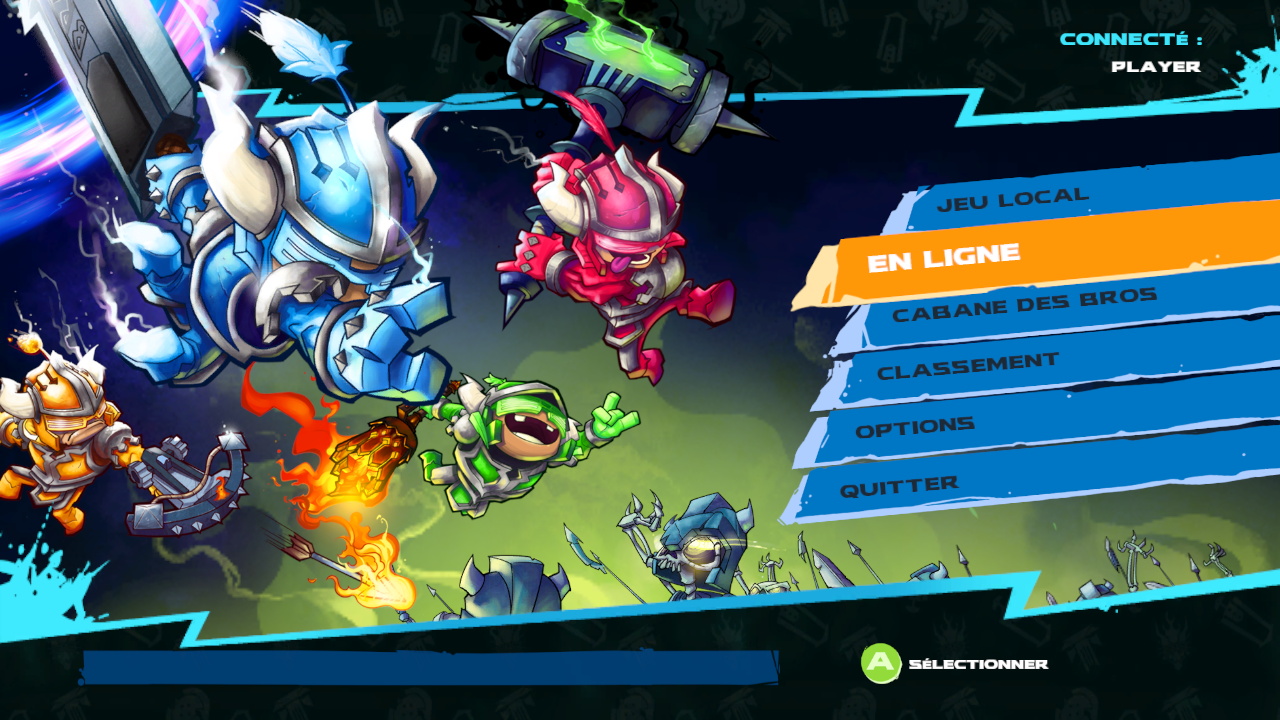 CONNECTÉ :
PLAYER
JEU LOCAL
EN LIGNE
CABANE DES BROS
CLASSEMENT
OPTIONS
QUITTER
A SÉLECTIONNER